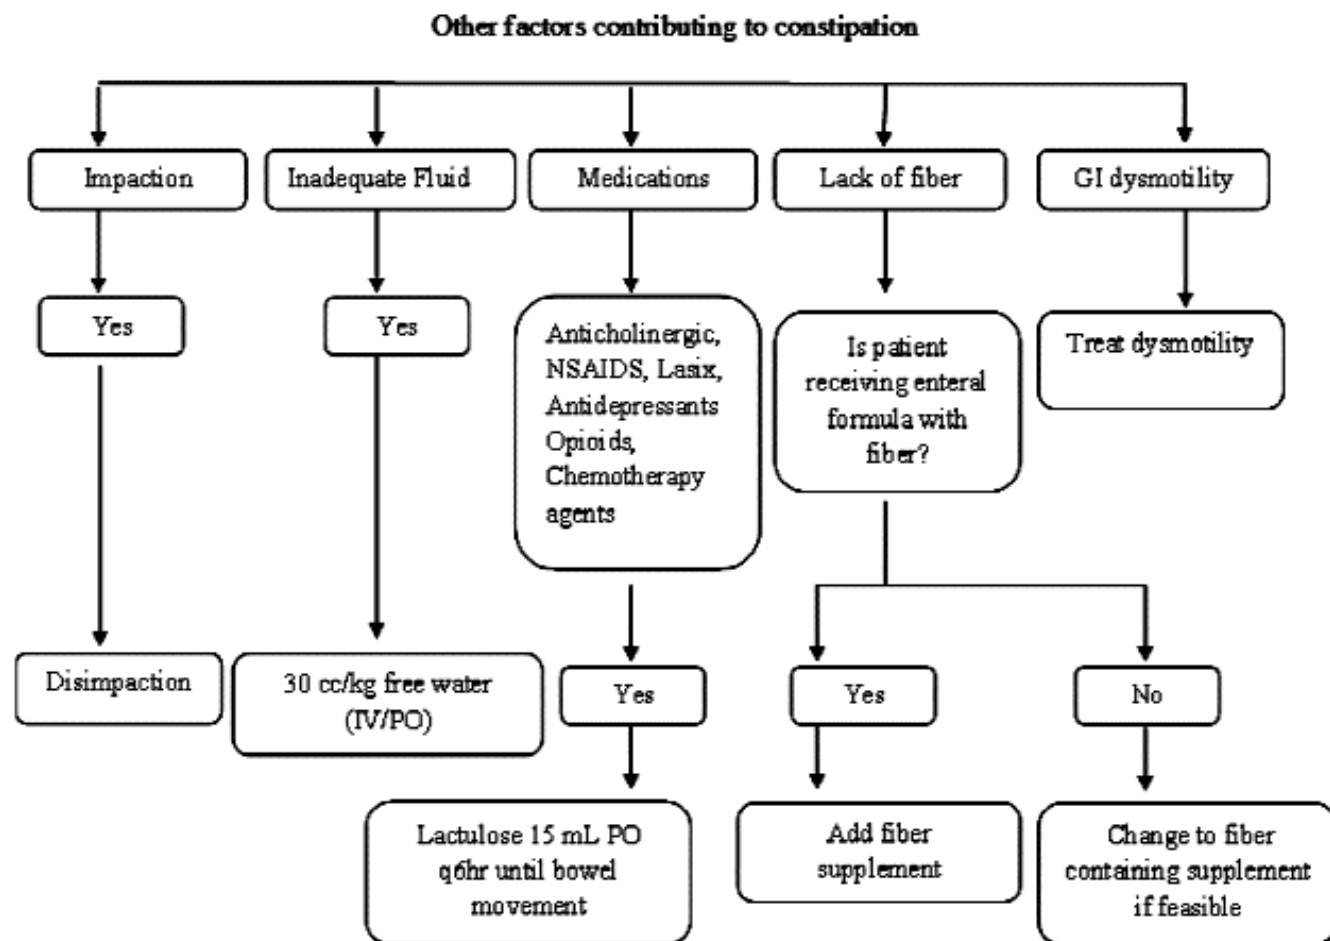 Other factors contributing to constipation
Impaction
Inadequate Fluid
Medications
Lack of fiber
GI dysmotility
Yes
Yes
Anticholinergic,
NSAIDS, Lasix,
Antidepressants
Opioids,
Chemotherapy
agents
Is patient
receiving enteral
formula with
fiber?
Treat dysmotility
Disimpaction
30 cc/kg free water
(IV/PO)
Yes
Yes
No
Lactulose 15 mL PO
q6hr until bowel
movement
Add fiber
supplement
Change to fiber
containing supplement
if feasible